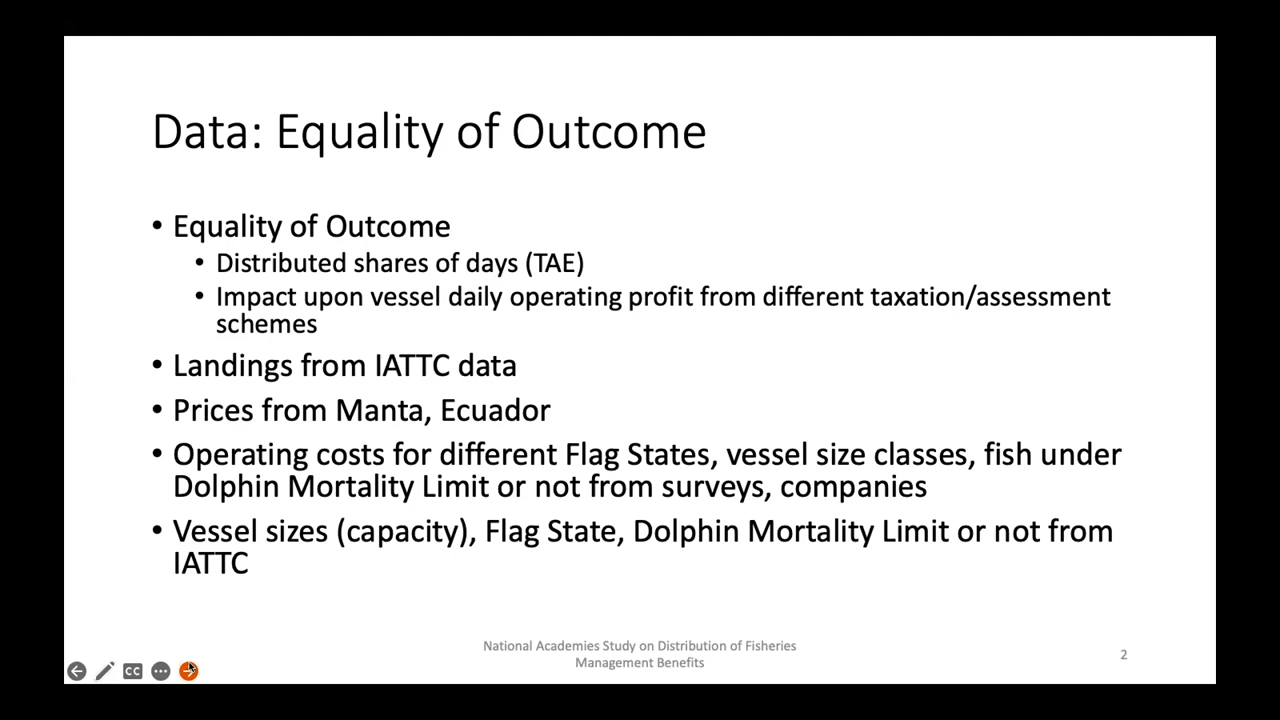 Data: Equality of Outcome
• Equality of Outcome
• Distributed shares of days (TAE)
• Impact upon vessel daily operating profit from different taxation/assessment
schemes
• Landings from IATTC data
• Prices from Manta, Ecuador
• Operating costs for different Flag States, vessel size classes, fish under
Dolphin Mortality Limit or not from surveys, companies
• Vessel sizes (capacity), Flag State, Dolphin Mortality Limit or not from
IATTC
National Academies Study on Distribution of Fisheries
Management Benefits
2
CC